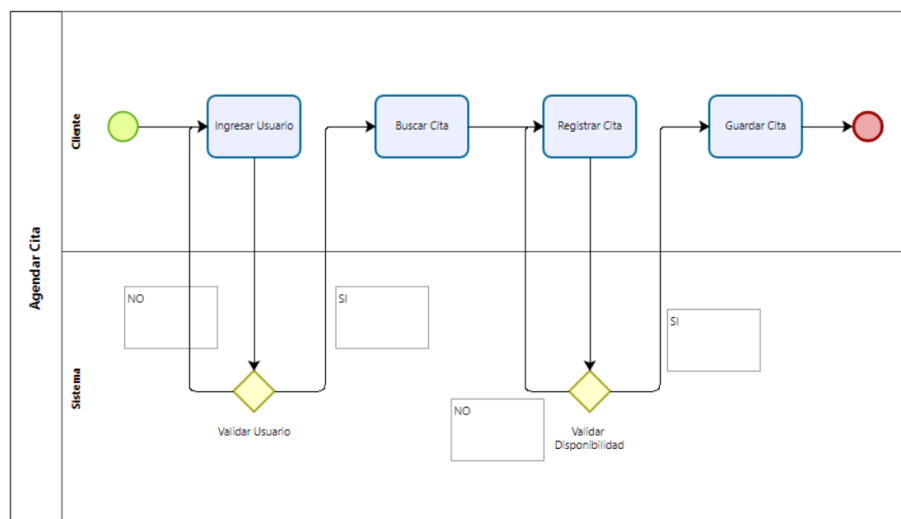 Agendar Cita
Cliente
Ingresar Usuario
Buscar Cita
Registrar Cita
Guardar Cita
Sistema
NO
SI
SI
NO
Validar Usuario
Validar
Disponibilidad